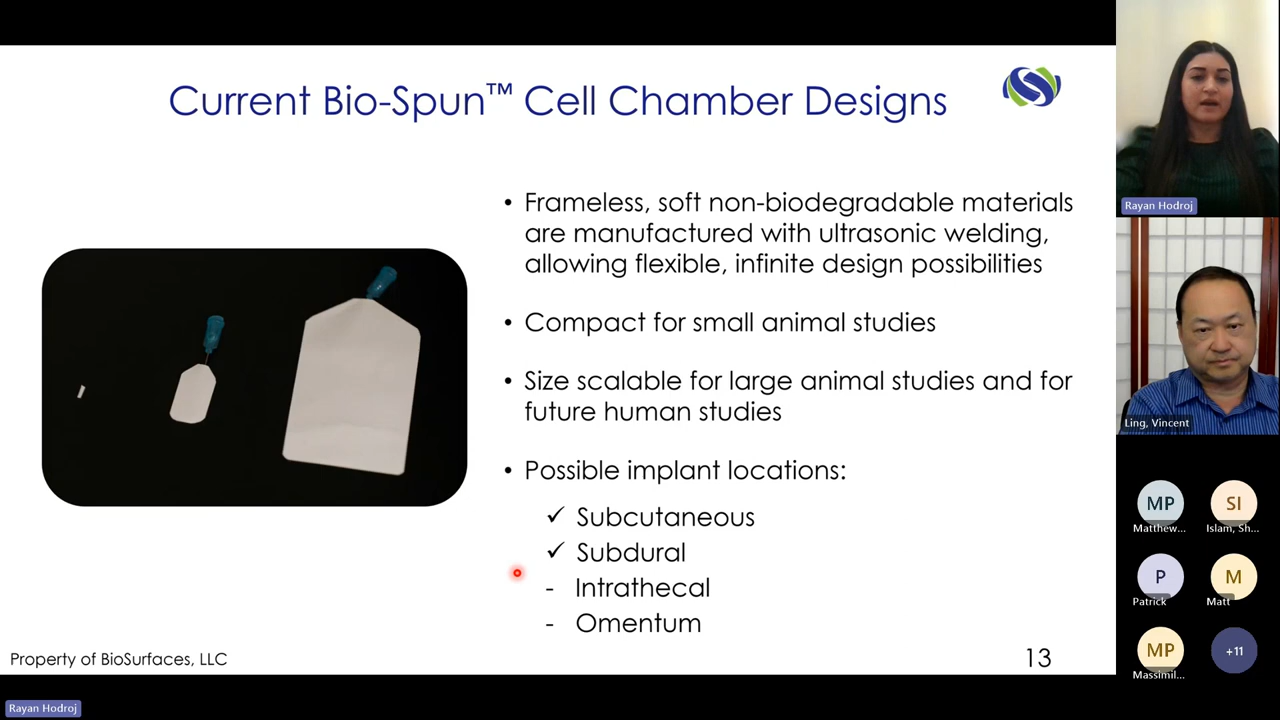 Current Bio-Spun™ Cell Chamber Designs
• Frameless, soft non-biodegradable materials
are manufactured with ultrasonic welding,
allowing flexible, infinite design possibilities
• Compact for small animal studies
• Size scalable for large animal studies and for
future human studies
• Possible implant locations:
✓ Subcutaneous
✓ Subdural
- Intrathecal
- Omentum
Property of BioSurfaces, LLC
13
Rayan Hodroj
Rayan Hodroj
Ling, Vincent
MP
SI
Matthew...
Islam, Sh...
P
M
Patrick
Matt
MP
+11
Massimil...